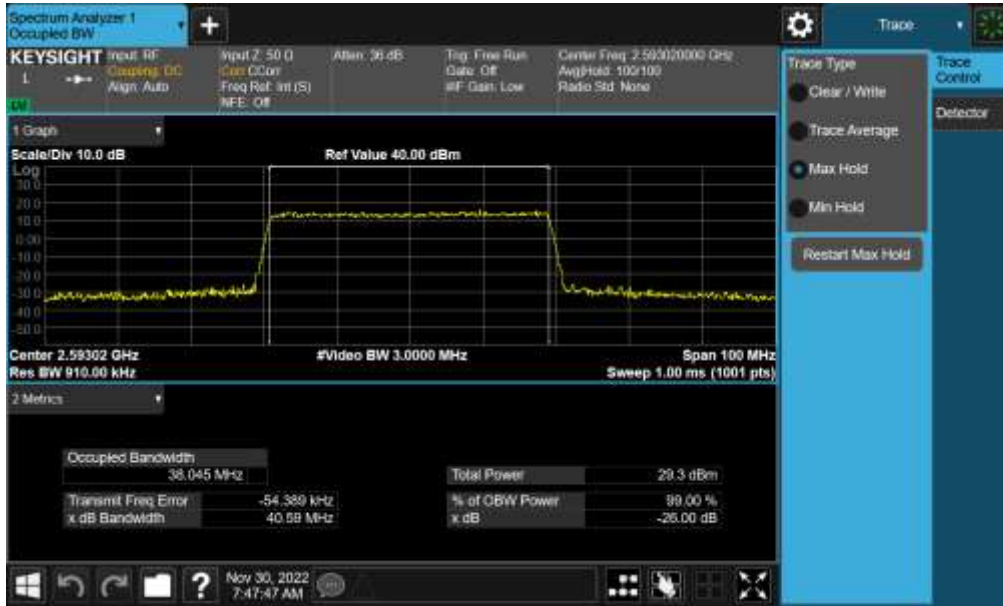 Spectrum Analyzer 1
Occupied BW
Trace
KEYSIGHT
Input: RF
Coupling: DC
Align: Auto
Input Z: 50 Ω
Corr CCorr
Freq Ref: Int (S)
NFE: Off
Atten: 36 dB
Trig: Free Run
Gate: Off
#IF Gain: Low
Center Freq: 2.593020000 GHz
Avg|Hold: 100/100
Radio Std: None
L
Trace Type
Clear / Write
Trace Average
Max Hold
Min Hold
Restart Max Hold
Trace
Control
Detector
1 Graph
Scale/Div 10.0 dB
Ref Value 40.00 dBm
Log
30.0
20.0
10.0
0.00
-10.0
-20.0
-30.0
-40.0
-50.0
Center 2.59302 GHz
#Video BW 3.0000 MHz
Span 100 MHz
Res BW 910.00 kHz
Sweep 1.00 ms (1001 pts)
2 Metrics
Occupied Bandwidth
38.045 MHz
Total Power
29.3 dBm
Transmit Freq Error
-54.389 kHz
% of OBW Power
99.00 %
x dB Bandwidth
40.59 MHz
x dB
-26.00 dB
Nov 30, 2022
7:47:47 AM